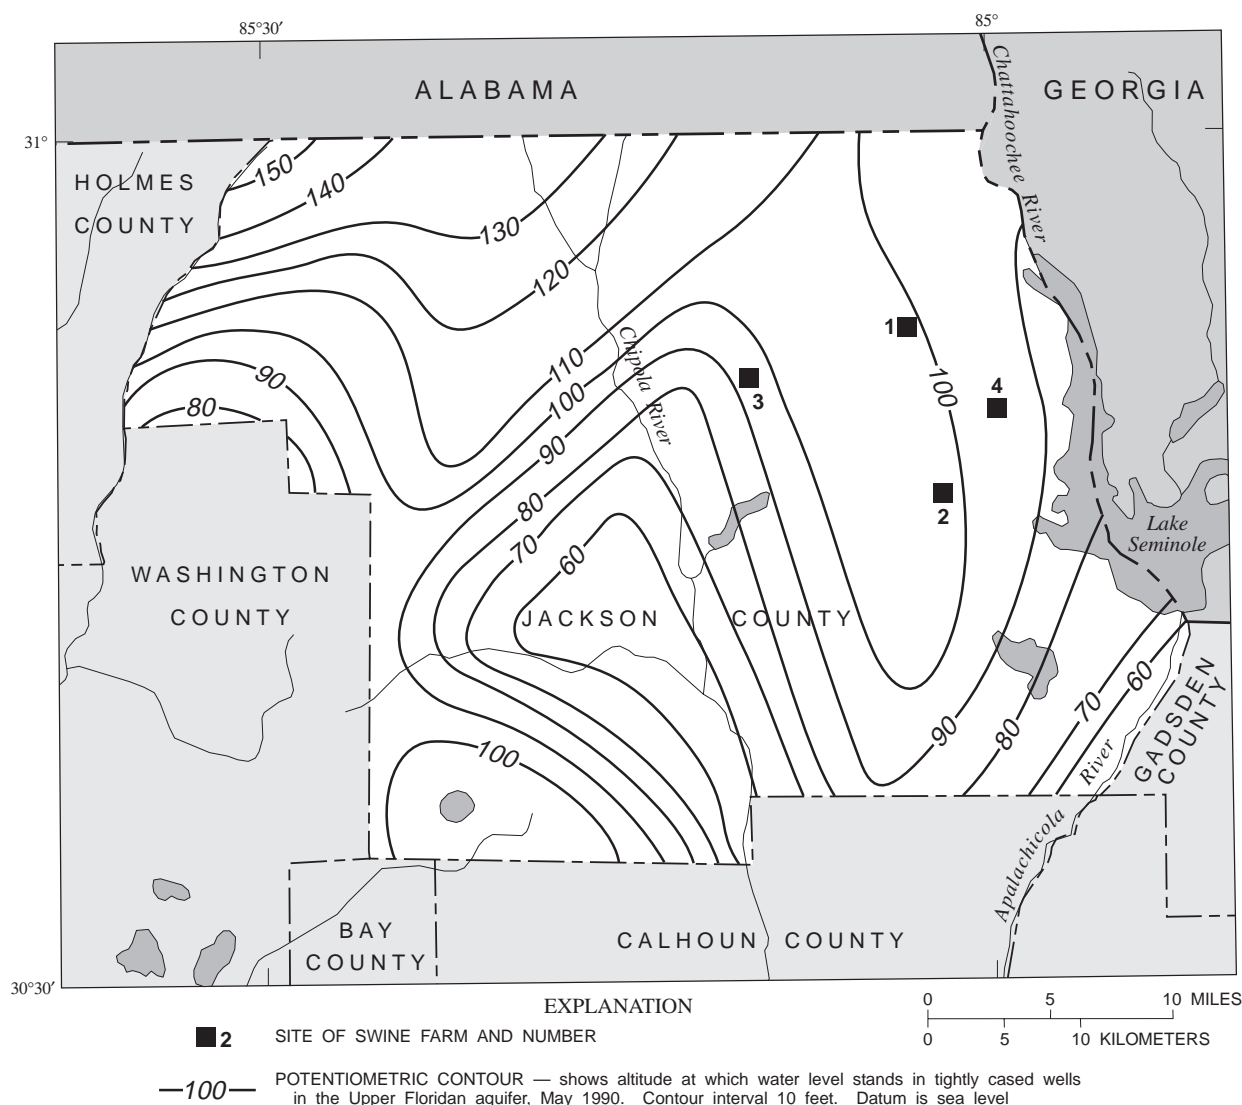 85°30′
85°
ALABAMA
GEORGIA
Chattahoochee River
31°
HOLMES
COUNTY
150
140
130
120
110
100
90
80
70
60
90
80
Chipola River
1
3
100
4
2
Lake
Seminole
WASHINGTON
COUNTY
JACKSON COUNTY
100
90
80
70
60
GADSDEN
COUNTY
Apalachicola River
BAY
COUNTY
CALHOUN COUNTY
30°30′
EXPLANATION
2 SITE OF SWINE FARM AND NUMBER
0 5 10 MILES
0 5 10 KILOMETERS
100 POTENTIOMETRIC CONTOUR — shows altitude at which water level stands in tightly cased wells
in the Upper Floridan aquifer, May 1990. Contour interval 10 feet. Datum is sea level